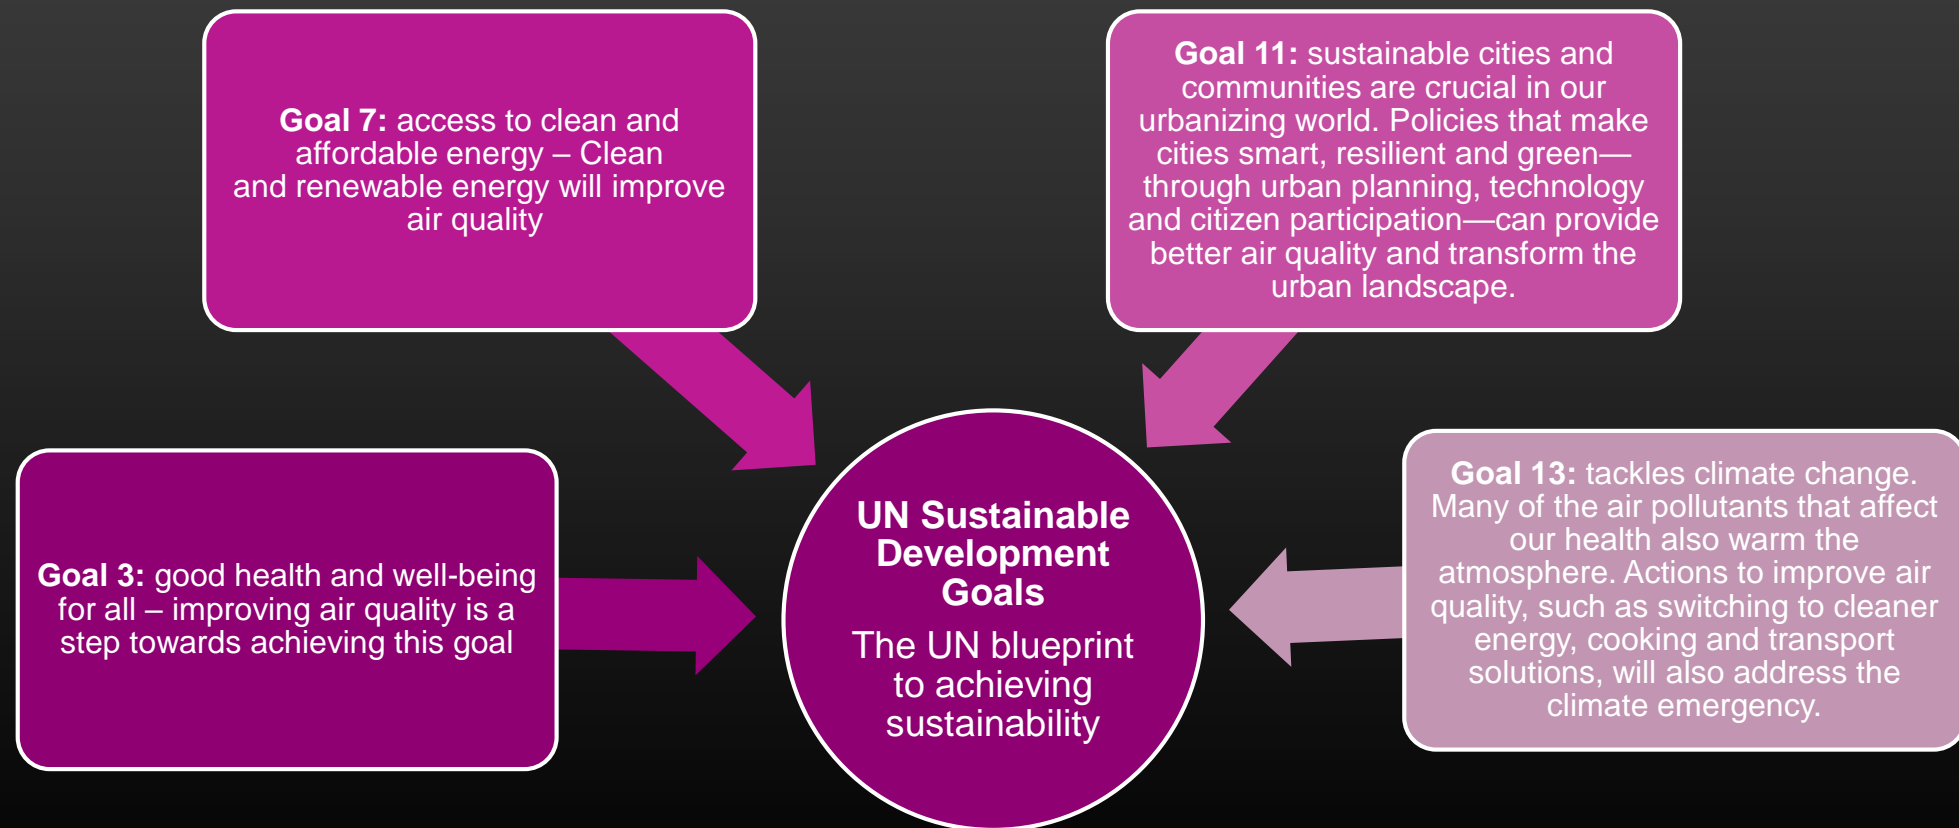 Goal 7: access to clean and
affordable energy – Clean
and renewable energy will improve
air quality
Goal 11: sustainable cities and
communities are crucial in our
urbanizing world. Policies that make
cities smart, resilient and green—
through urban planning, technology
and citizen participation—can provide
better air quality and transform the
urban landscape.
Goal 3: good health and well-being
for all – improving air quality is a
step towards achieving this goal
UN Sustainable
Development
Goals
The UN blueprint
to achieving
sustainability
Goal 13: tackles climate change.
Many of the air pollutants that affect
our health also warm the
atmosphere. Actions to improve air
quality, such as switching to cleaner
energy, cooking and transport
solutions, will also address the
climate emergency.